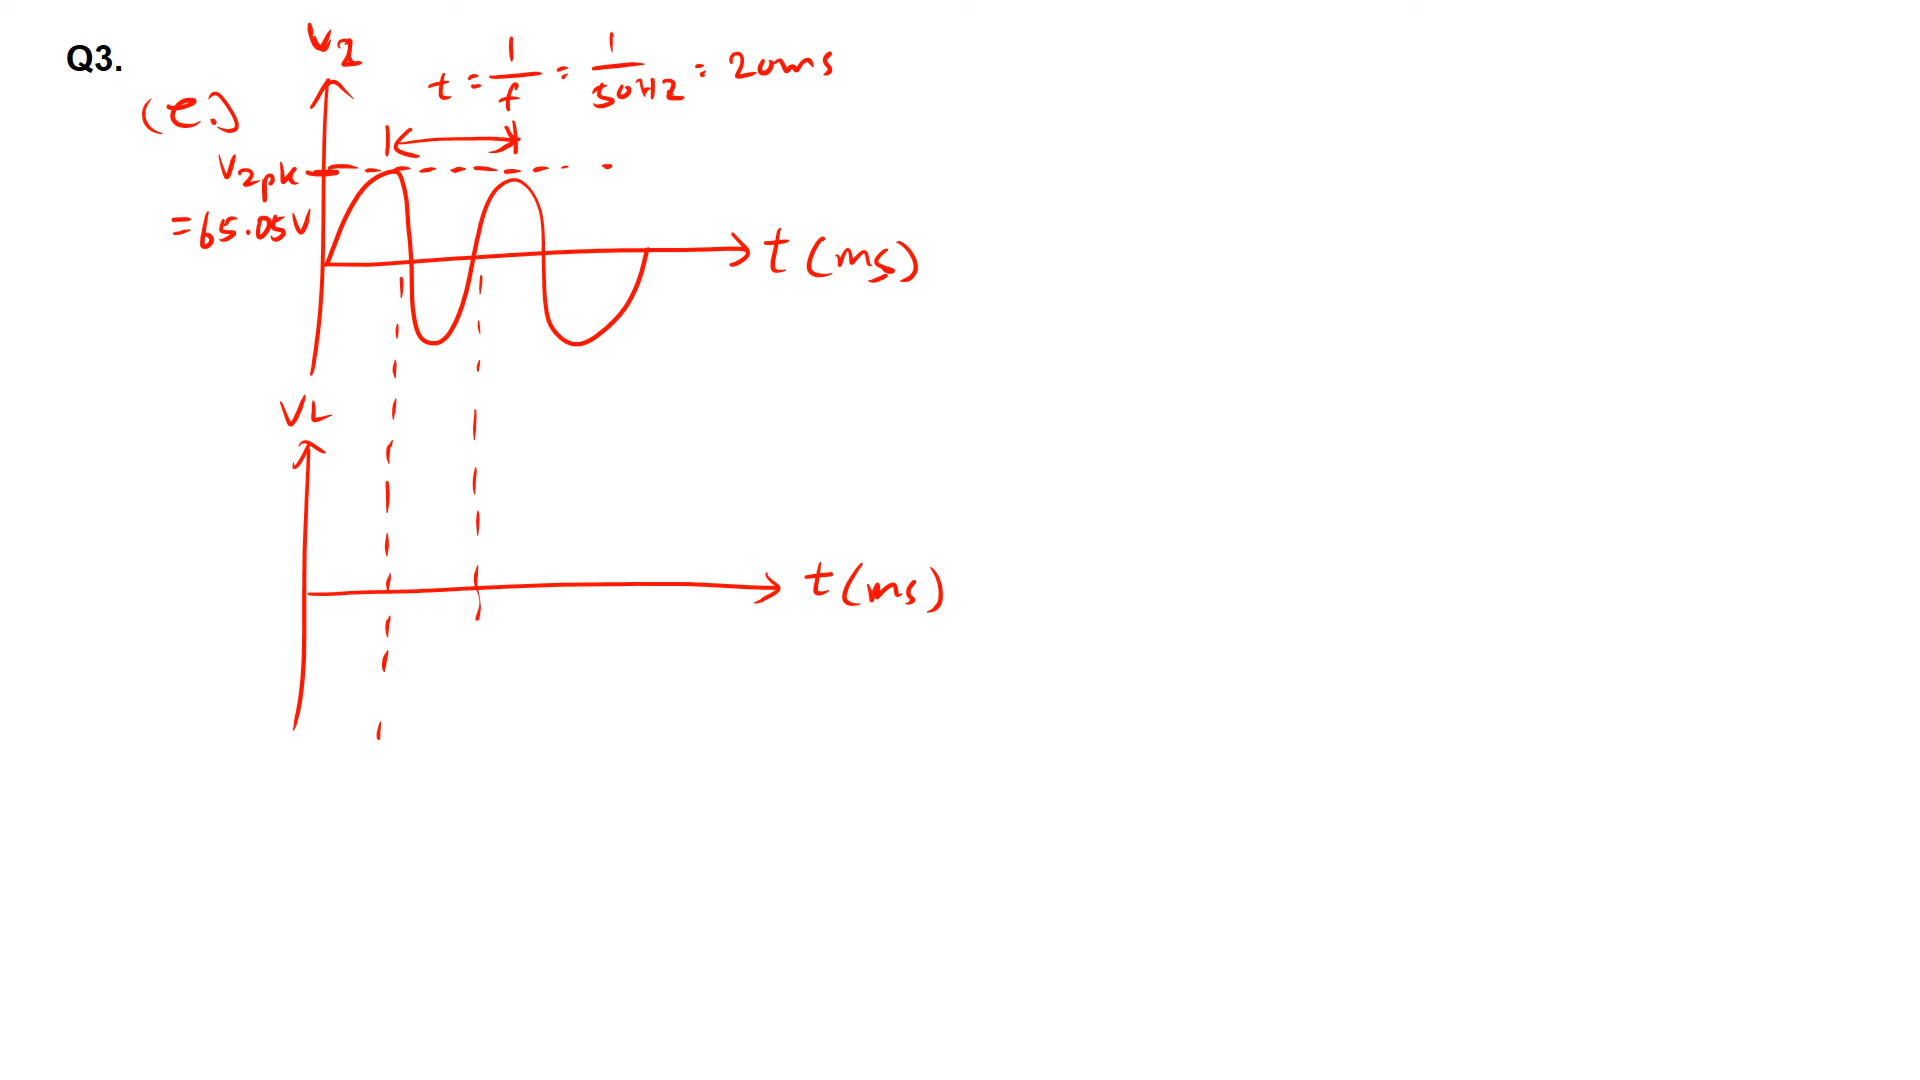 Q3.
(e.)
V2
t = 1/f = 1/50Hz = 20ms
V2pk
= 65.05V
t (ms)
VL
t (ms)